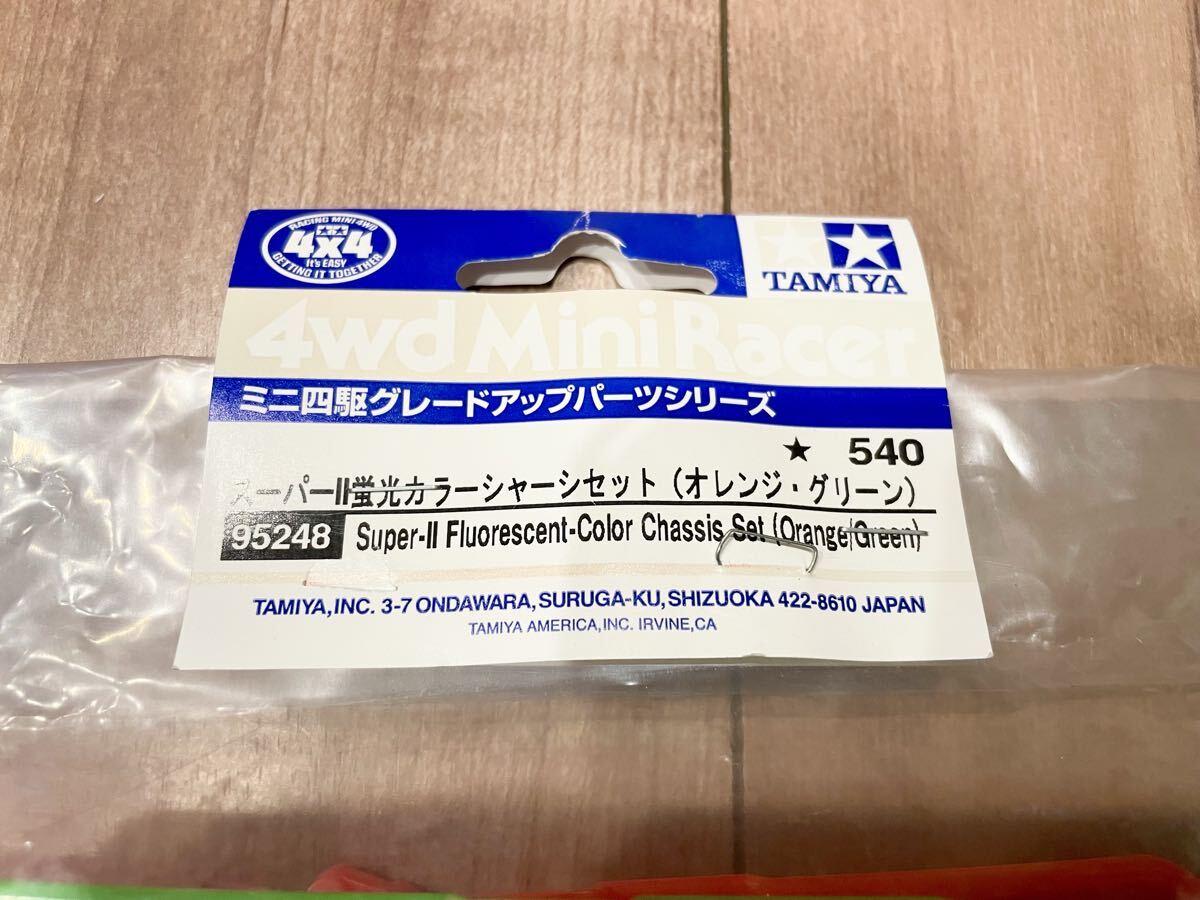 RACING MINI 4WD
4x4
It's EASY
GETTING IT TOGETHER
TAMIYA
4wd Mini Racer
ミニ四駆グレードアップパーツシリーズ
★ 540
スーパーII蛍光カラーシャーシセット（オレンジ・グリーン）
95248 Super-II Fluorescent-Color Chassis Set (Orange/Green)
TAMIYA, INC. 3-7 ONDAWARA, SURUGA-KU, SHIZUOKA 422-8610 JAPAN
TAMIYA AMERICA, INC. IRVINE, CA